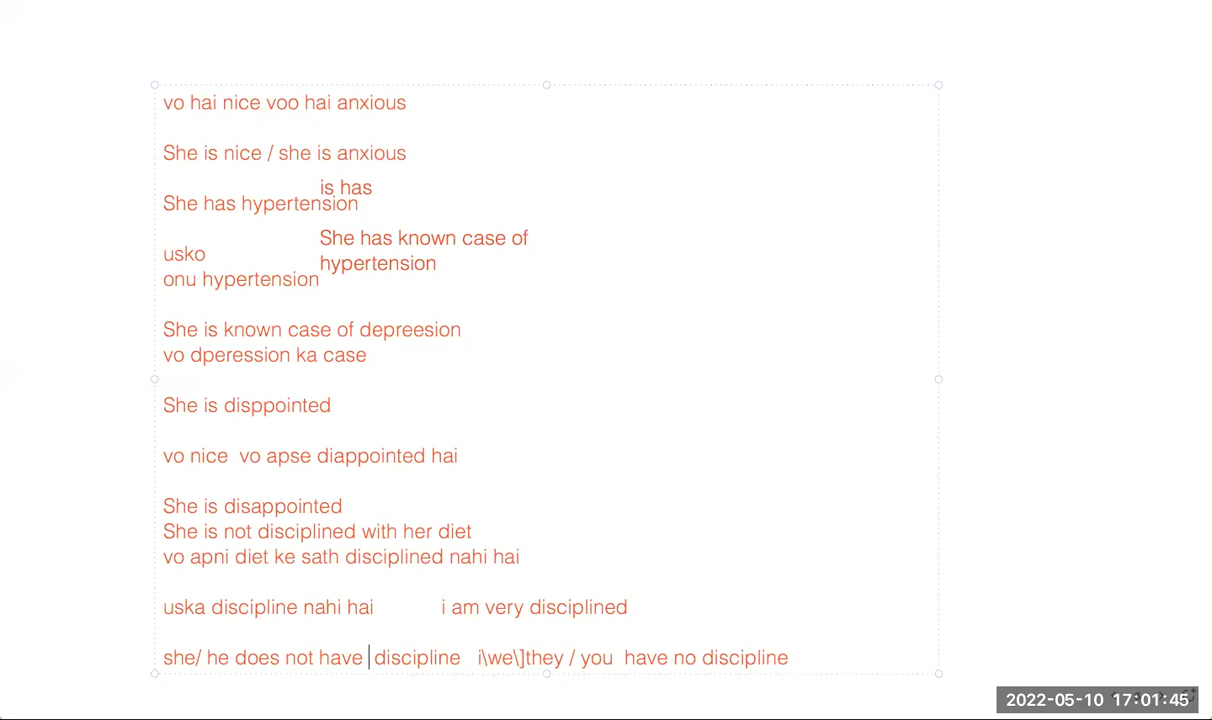 vo hai nice voo hai anxious
She is nice / she is anxious
is has
She has hypertension
She has known case of
hypertension
usko
onu hypertension
She is known case of depreesion
vo dperession ka case
She is disppointed
vo nice  vo apse diappointed hai
She is disappointed
She is not disciplined with her diet
vo apni diet ke sath disciplined nahi hai
uska discipline nahi hai i am very disciplined
she/ he does not have discipline i\we\]they / you  have no discipline
2022-05-10 17:01:45